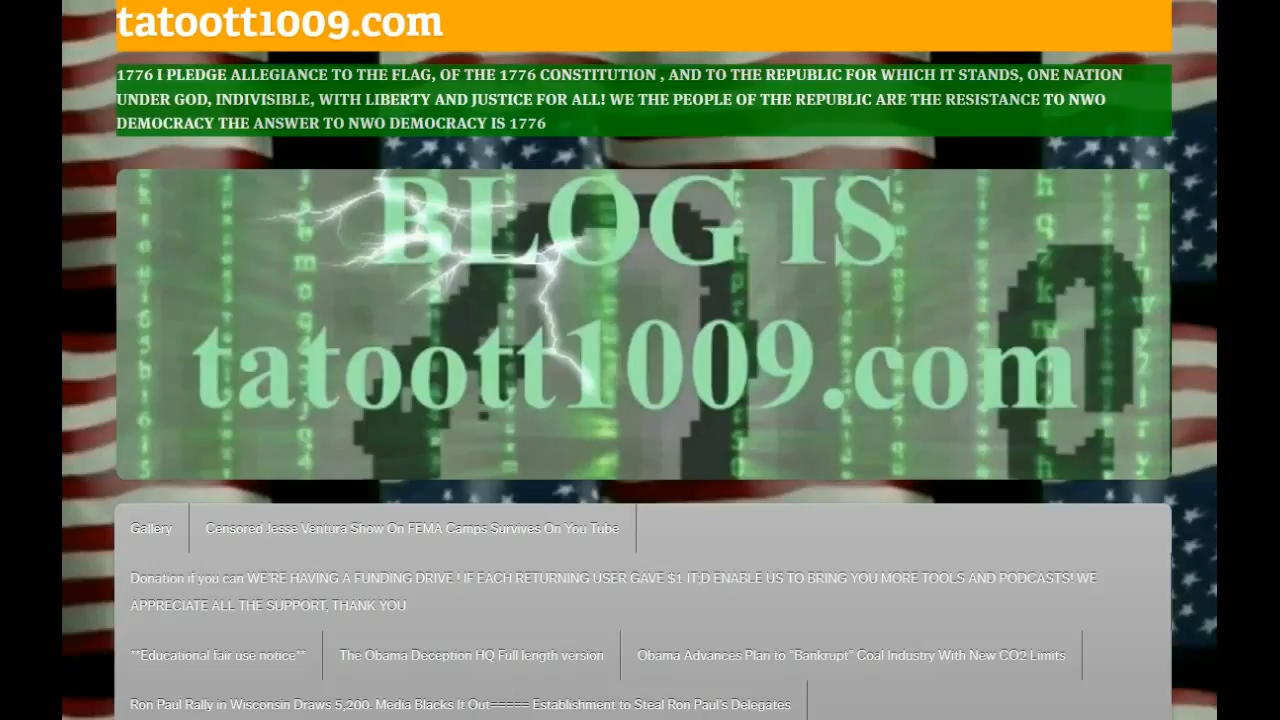 tatoott1009.com
1776 I PLEDGE ALLEGIANCE TO THE FLAG, OF THE 1776 CONSTITUTION , AND TO THE REPUBLIC FOR WHICH IT STANDS, ONE NATION
UNDER GOD, INDIVISIBLE, WITH LIBERTY AND JUSTICE FOR ALL! WE THE PEOPLE OF THE REPUBLIC ARE THE RESISTANCE TO NWO
DEMOCRACY THE ANSWER TO NWO DEMOCRACY IS 1776
BLOG IS
tatoott1009.com
Gallery
Censored Jesse Ventura Show On FEMA Camps Survives On You Tube
Donation if you can WE'RE HAVING A FUNDING DRIVE ! IF EACH RETURNING USER GAVE $1 IT;D ENABLE US TO BRING YOU MORE TOOLS AND PODCASTS! WE
APPRECIATE ALL THE SUPPORT, THANK YOU
**Educational fair use notice**
The Obama Deception HQ Full length version
Obama Advances Plan to "Bankrupt" Coal Industry With New CO2 Limits
Ron Paul Rally in Wisconsin Draws 5,200. Media Blacks It Out===== Establishment to Steal Ron Paul's Delegates